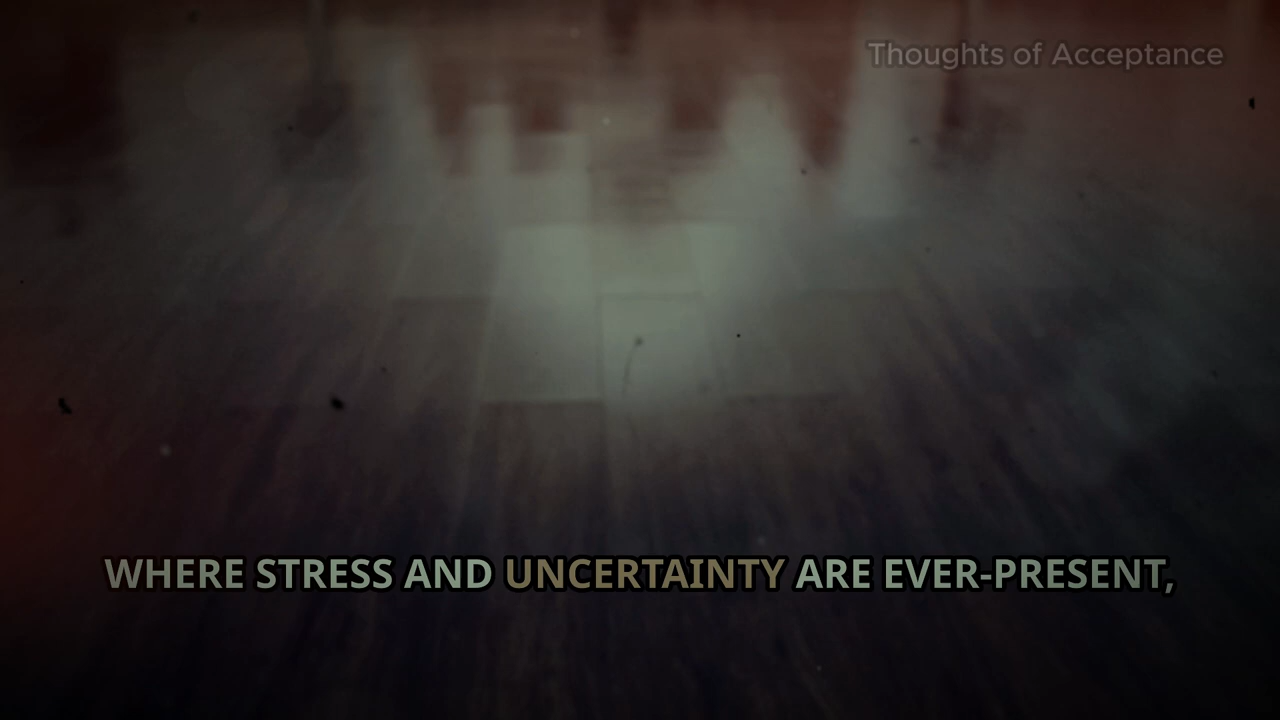 Thoughts of Acceptance
WHERE STRESS AND UNCERTAINTY ARE EVER-PRESENT,